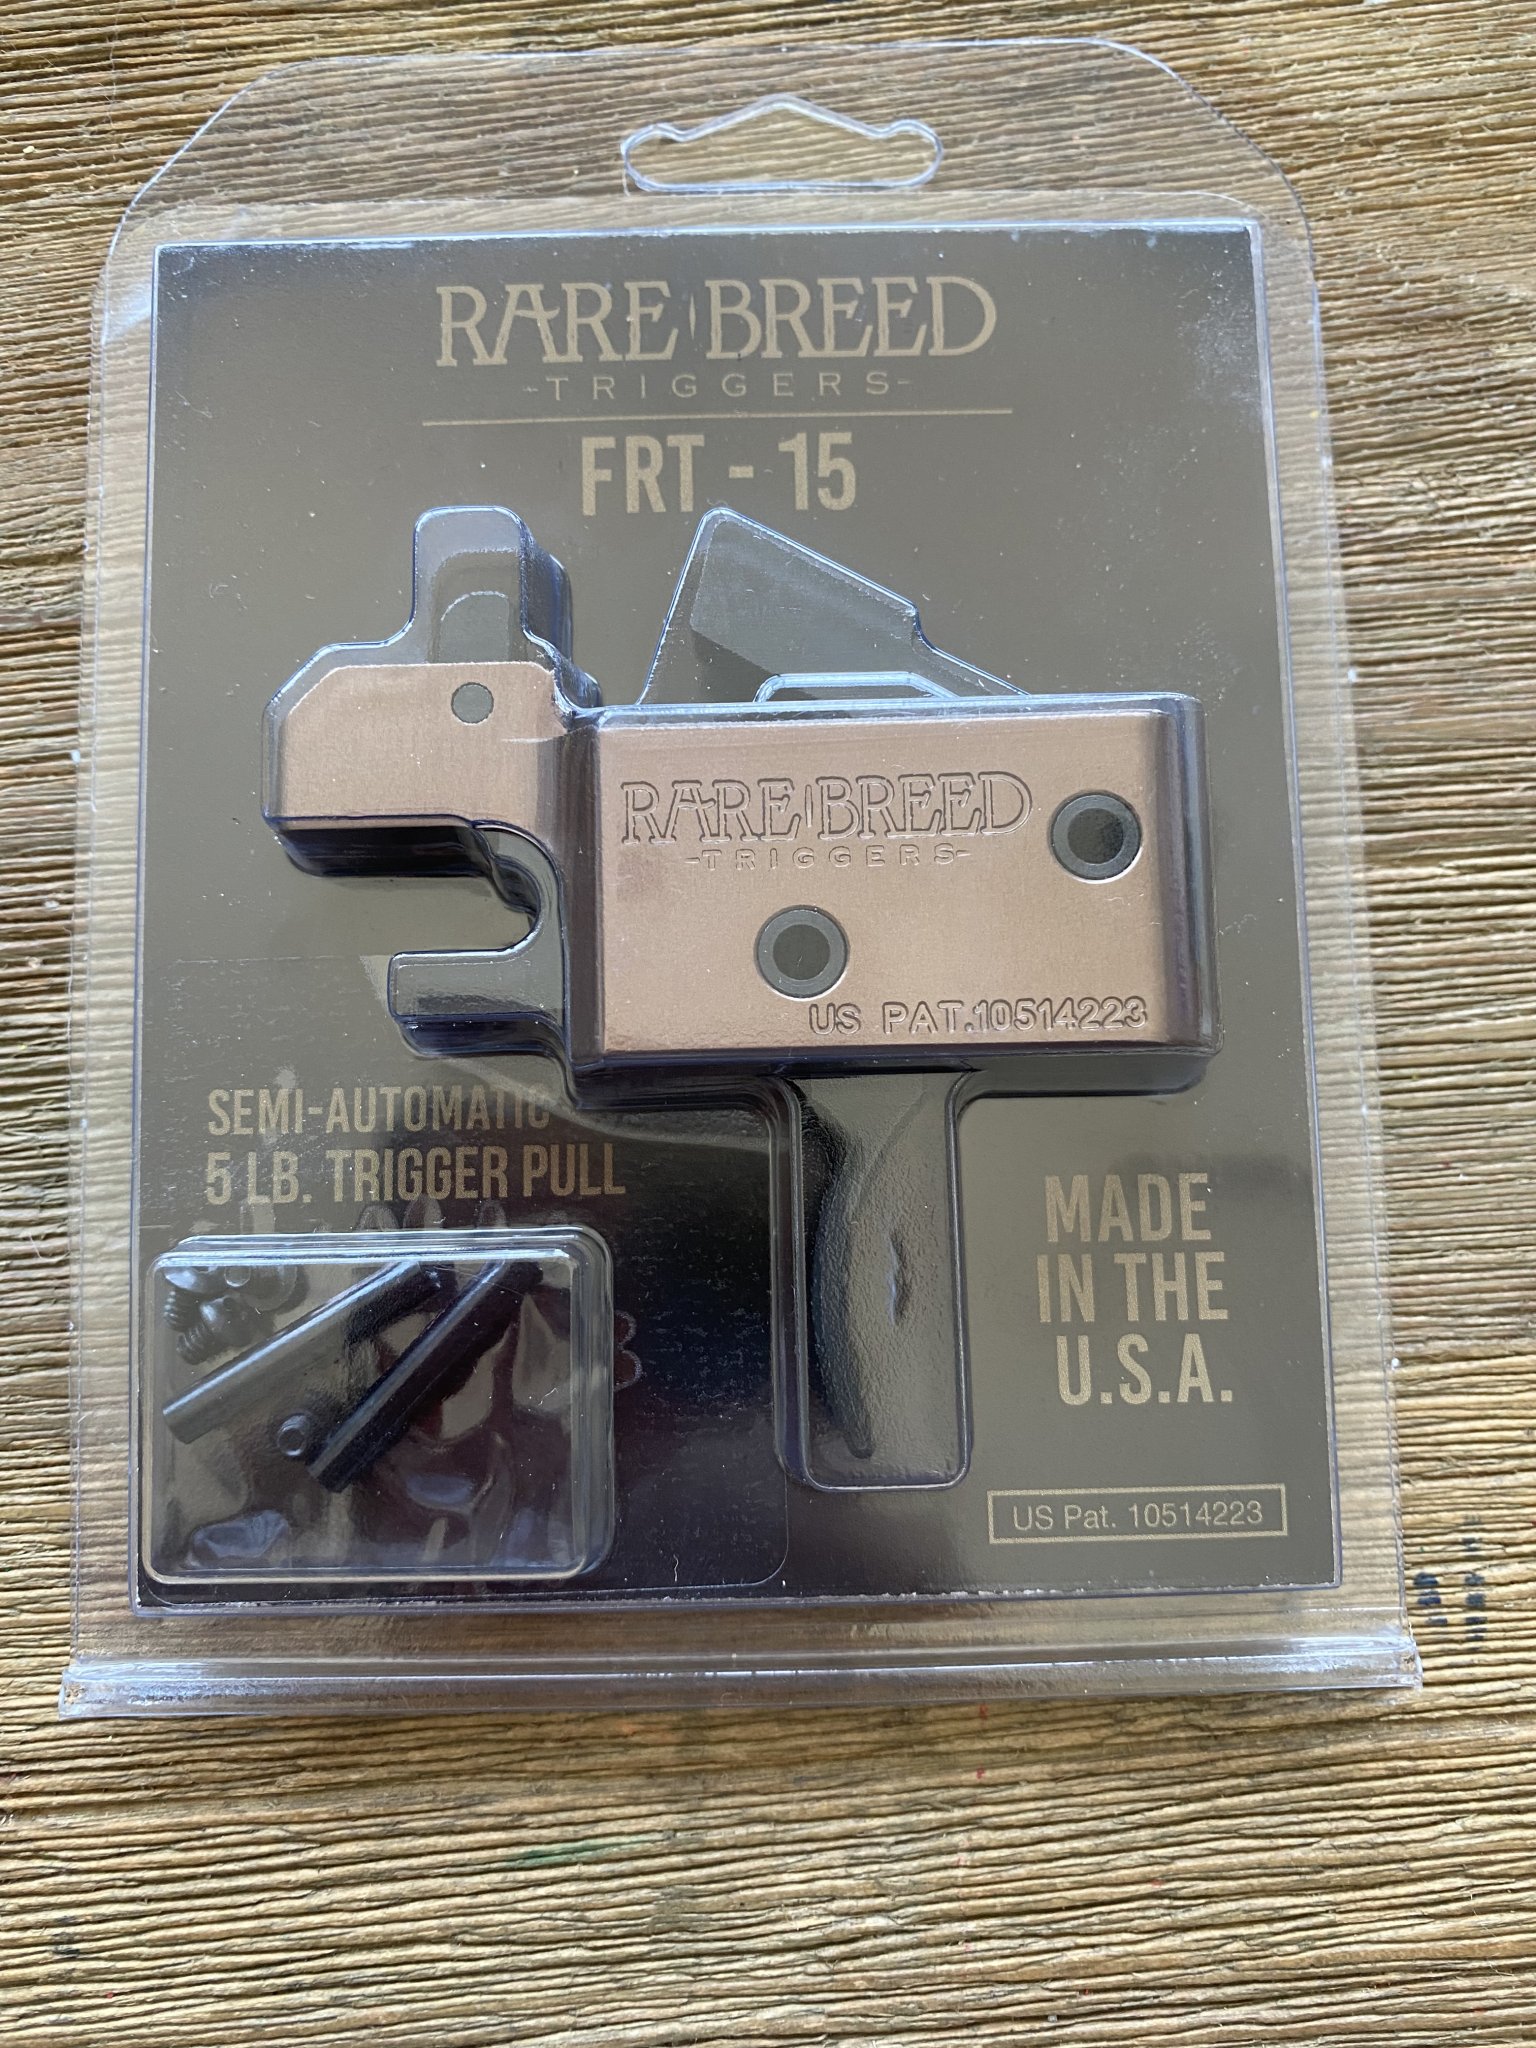 RARE BREED
-TRIGGERS-
FRT - 15
RARE BREED
-TRIGGERS-
US PAT.10514223
SEMI-AUTOMATIC
5 LB. TRIGGER PULL
MADE
IN THE
U.S.A.
US Pat. 10514223